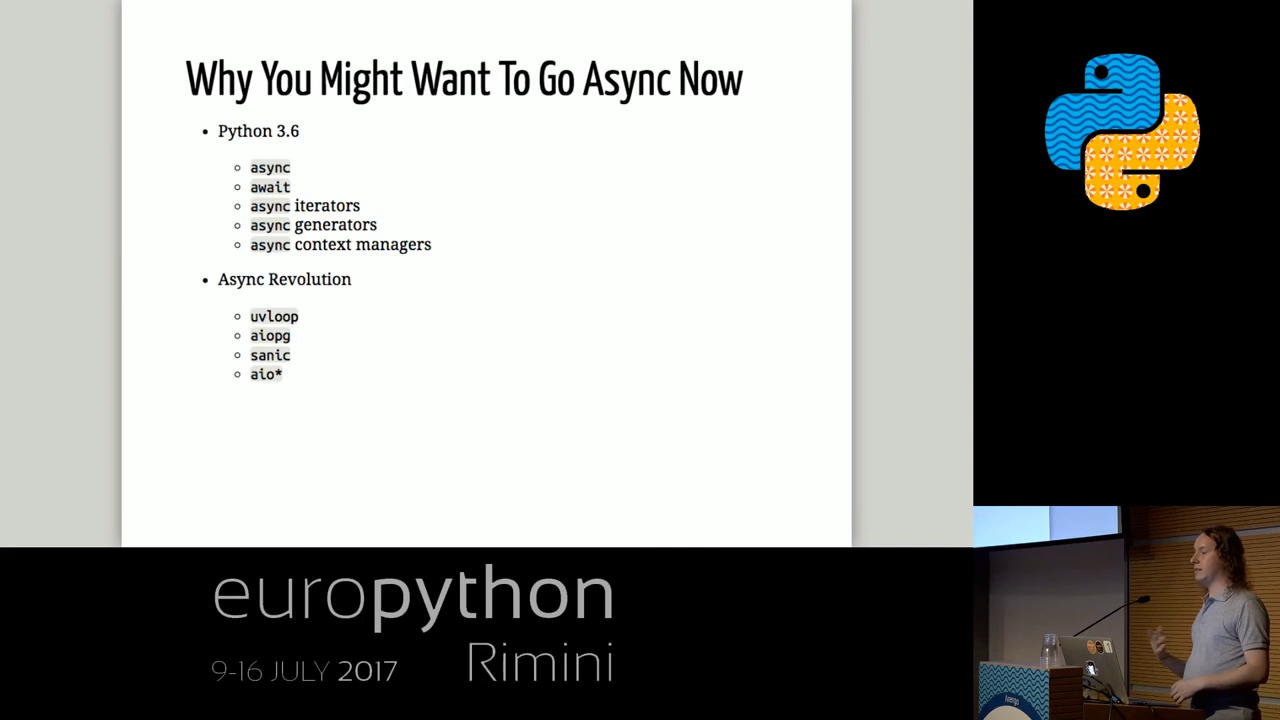 Why You Might Want To Go Async Now
• Python 3.6
async
await
async iterators
async generators
async context managers
• Async Revolution
uvloop
aiopg
sanic
aio*
europython
Rimini
9-16 JULY 2017